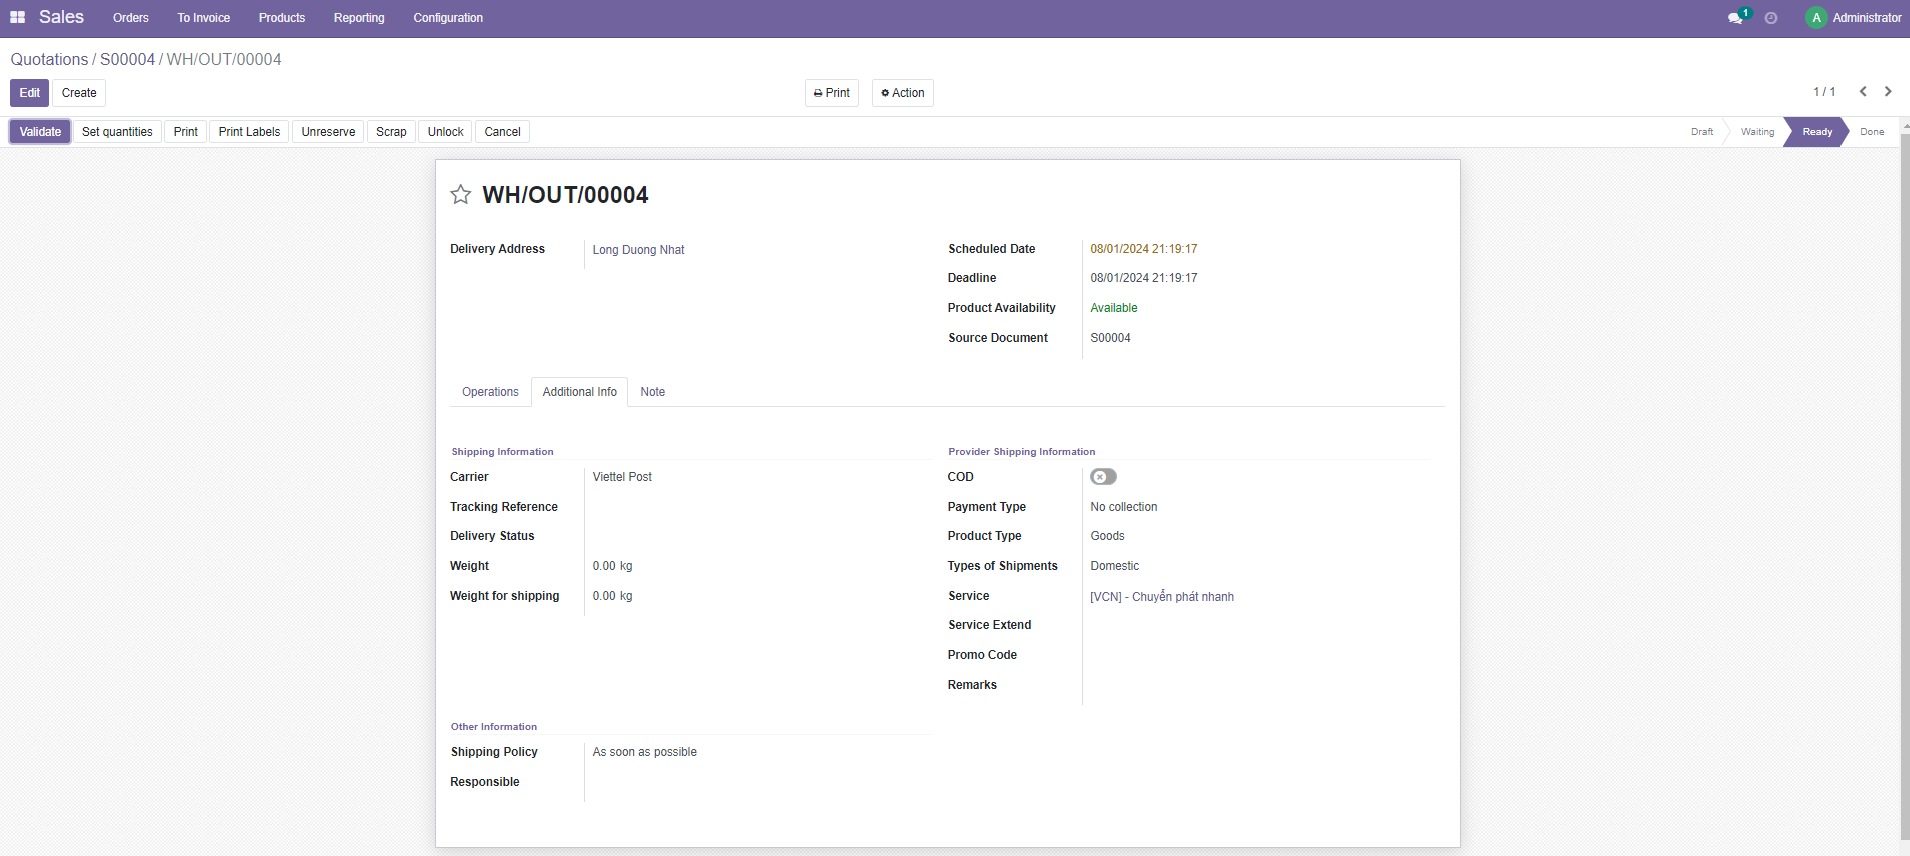 Sales Orders To Invoice Products Reporting Configuration 1 A Administrator
Quotations / S00004 / WH/OUT/00004
Edit Create Print Action 1 / 1
Validate Set quantities Print Print Labels Unreserve Scrap Unlock Cancel Draft Waiting Ready Done
WH/OUT/00004
Delivery Address Long Duong Nhat
Scheduled Date 08/01/2024 21:19:17
Deadline 08/01/2024 21:19:17
Product Availability Available
Source Document S00004
Operations Additional Info Note
Shipping Information
Carrier Viettel Post
Tracking Reference
Delivery Status
Weight 0.00 kg
Weight for shipping 0.00 kg
Provider Shipping Information
COD
Payment Type No collection
Product Type Goods
Types of Shipments Domestic
Service [VCN] - Chuyển phát nhanh
Service Extend
Promo Code
Remarks
Other Information
Shipping Policy As soon as possible
Responsible